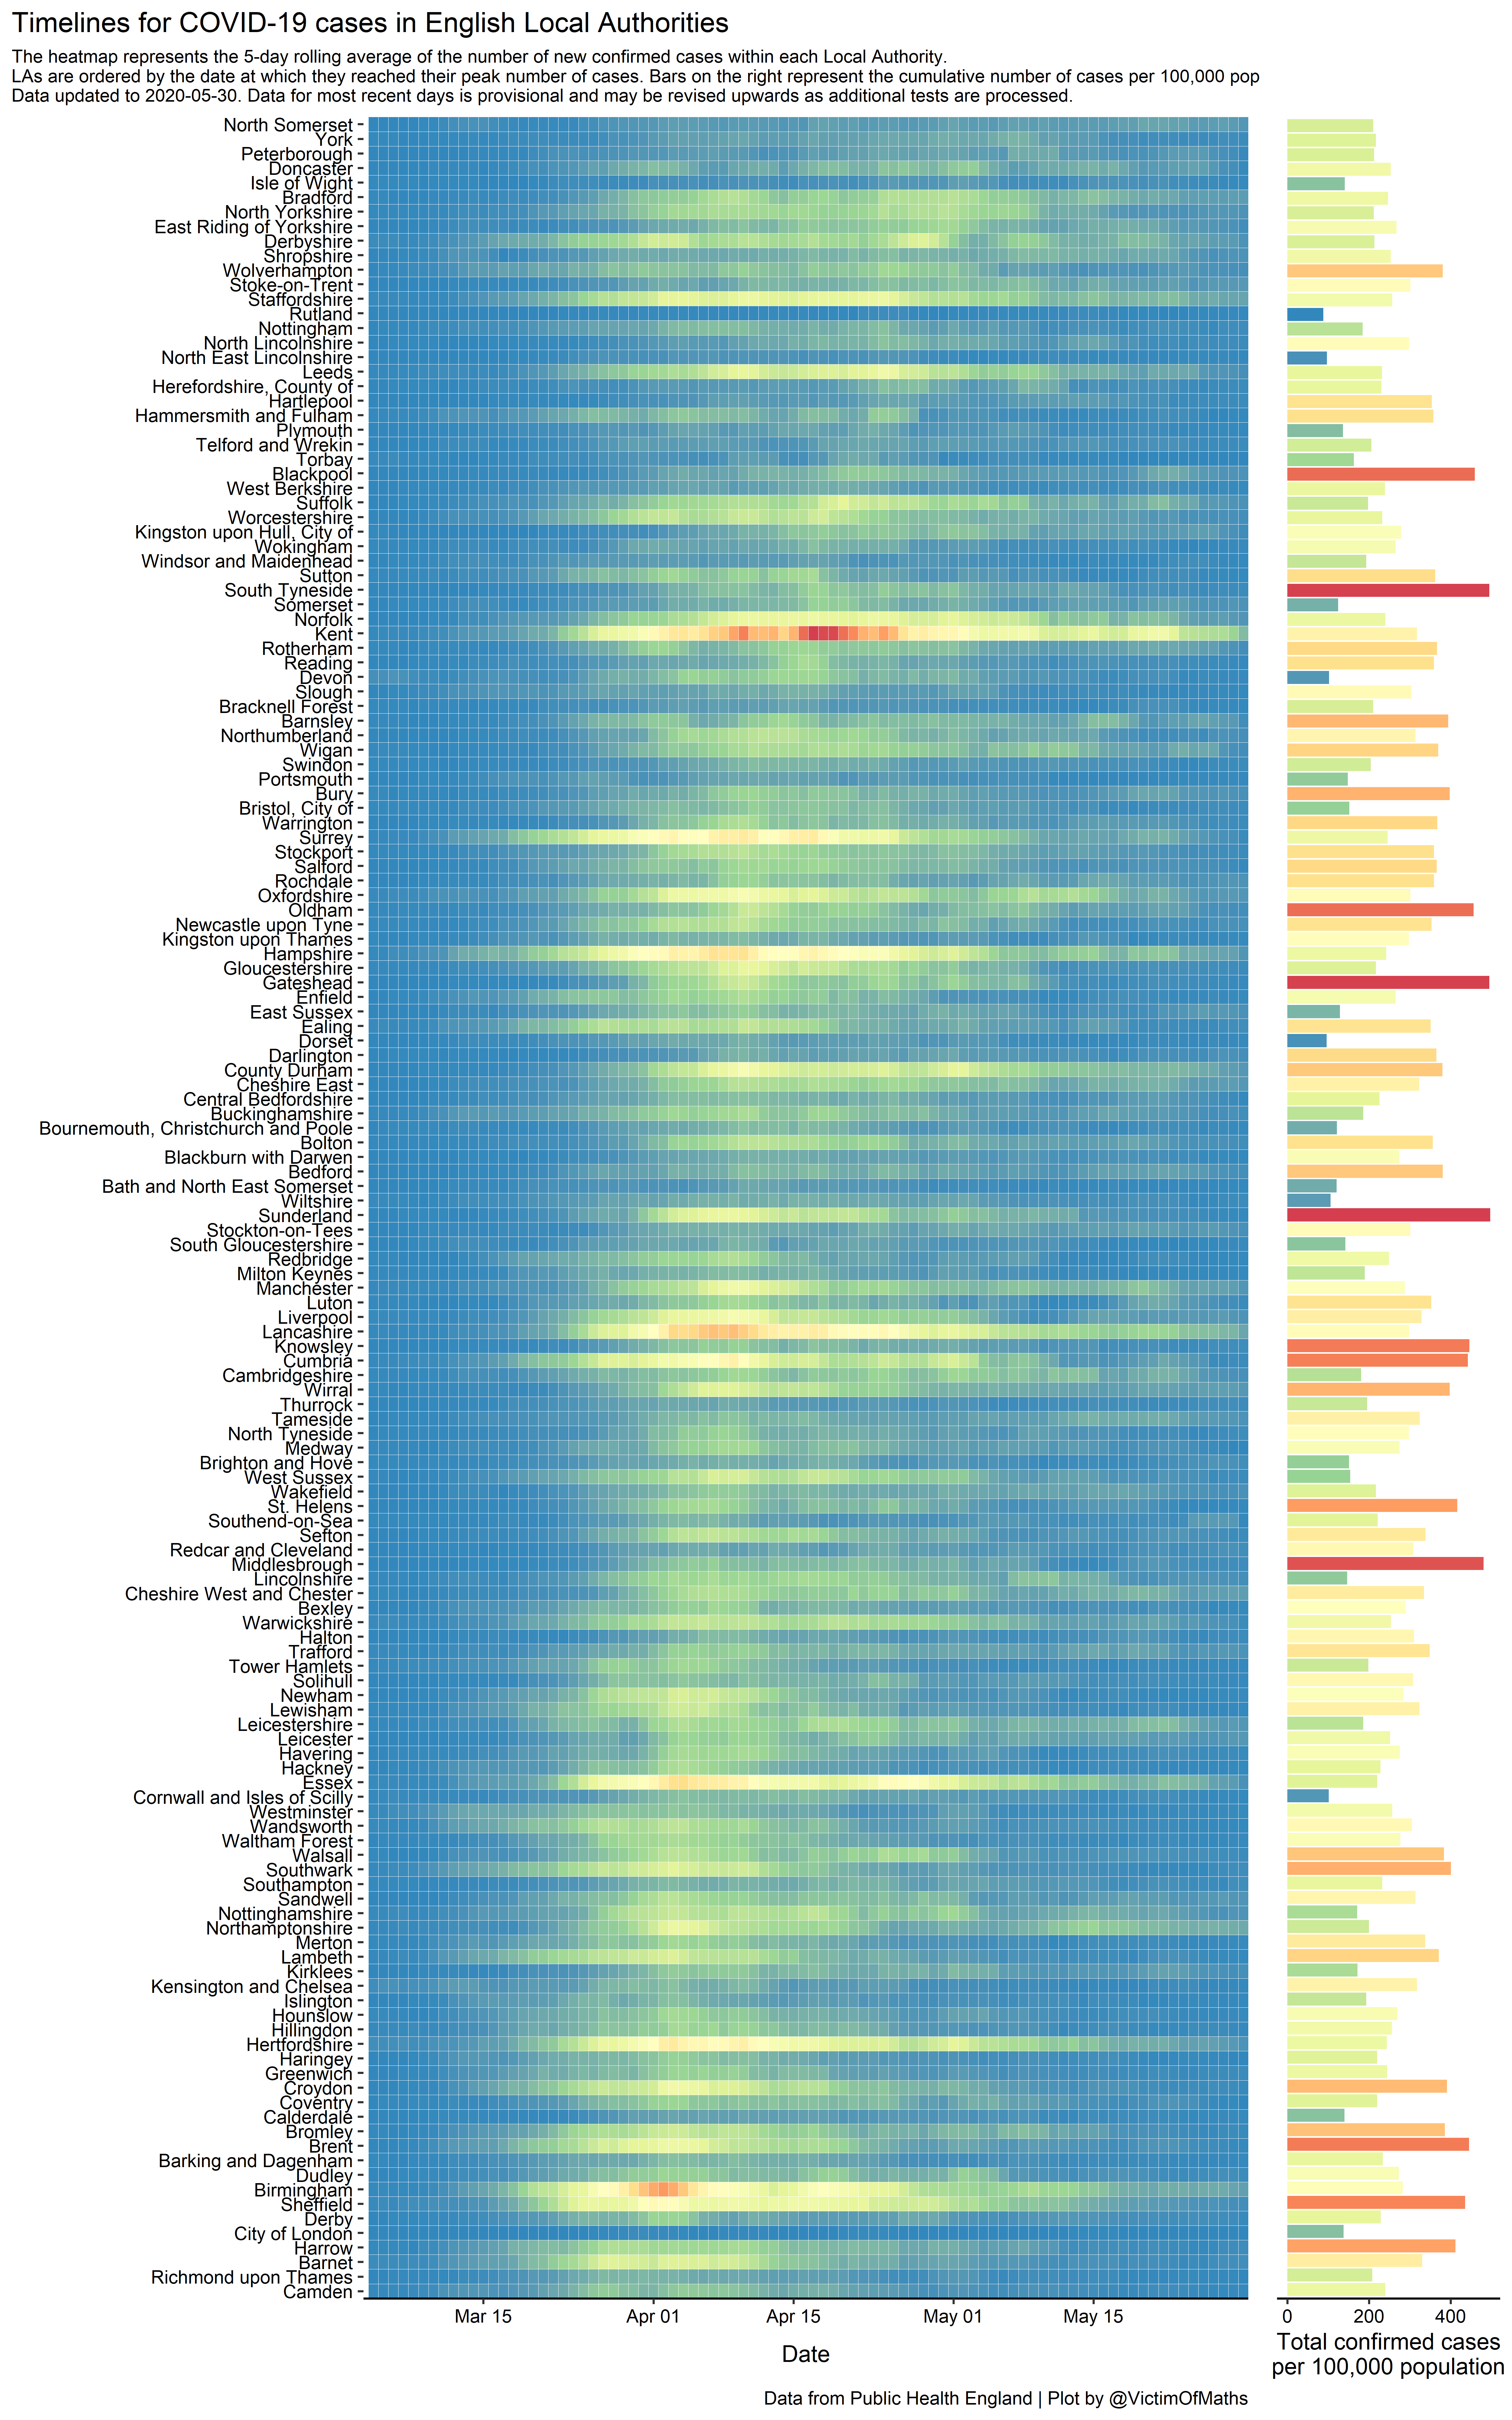 Timelines for COVID-19 cases in English Local Authorities
The heatmap represents the 5-day rolling average of the number of new confirmed cases within each Local Authority.
LAs are ordered by the date at which they reached their peak number of cases. Bars on the right represent the cumulative number of cases per 100,000 pop
Data updated to 2020-05-30. Data for most recent days is provisional and may be revised upwards as additional tests are processed.
North Somerset
York
Peterborough
Doncaster
Isle of Wight
Bradford
North Yorkshire
East Riding of Yorkshire
Derbyshire
Shropshire
Wolverhampton
Stoke-on-Trent
Staffordshire
Rutland
Nottingham
North Lincolnshire
North East Lincolnshire
Leeds
Herefordshire, County of
Hartlepool
Hammersmith and Fulham
Plymouth
Telford and Wrekin
Torbay
Blackpool
West Berkshire
Suffolk
Worcestershire
Kingston upon Hull, City of
Wokingham
Windsor and Maidenhead
Sutton
South Tyneside
Somerset
Norfolk
Kent
Rotherham
Reading
Devon
Slough
Bracknell Forest
Barnsley
Northumberland
Wigan
Swindon
Portsmouth
Bury
Bristol, City of
Warrington
Surrey
Stockport
Salford
Rochdale
Oxfordshire
Oldham
Newcastle upon Tyne
Kingston upon Thames
Hampshire
Gloucestershire
Gateshead
Enfield
East Sussex
Ealing
Dorset
Darlington
County Durham
Cheshire East
Central Bedfordshire
Buckinghamshire
Bournemouth, Christchurch and Poole
Bolton
Blackburn with Darwen
Bedford
Bath and North East Somerset
Wiltshire
Sunderland
Stockton-on-Tees
South Gloucestershire
Redbridge
Milton Keynes
Manchester
Luton
Liverpool
Lancashire
Knowsley
Cumbria
Cambridgeshire
Wirral
Thurrock
Tameside
North Tyneside
Medway
Brighton and Hove
West Sussex
Wakefield
St. Helens
Southend-on-Sea
Sefton
Redcar and Cleveland
Middlesbrough
Lincolnshire
Cheshire West and Chester
Bexley
Warwickshire
Halton
Trafford
Tower Hamlets
Solihull
Newham
Lewisham
Leicestershire
Leicester
Havering
Hackney
Essex
Cornwall and Isles of Scilly
Westminster
Wandsworth
Waltham Forest
Walsall
Southwark
Southampton
Sandwell
Nottinghamshire
Northamptonshire
Merton
Lambeth
Kirklees
Kensington and Chelsea
Islington
Hounslow
Hillingdon
Hertfordshire
Haringey
Greenwich
Croydon
Coventry
Calderdale
Bromley
Brent
Barking and Dagenham
Dudley
Birmingham
Sheffield
Derby
City of London
Harrow
Barnet
Richmond upon Thames
Camden
Mar 15 Apr 01 Apr 15 May 01 May 15
Date
0 200 400
Total confirmed cases
per 100,000 population
Data from Public Health England | Plot by @VictimOfMaths